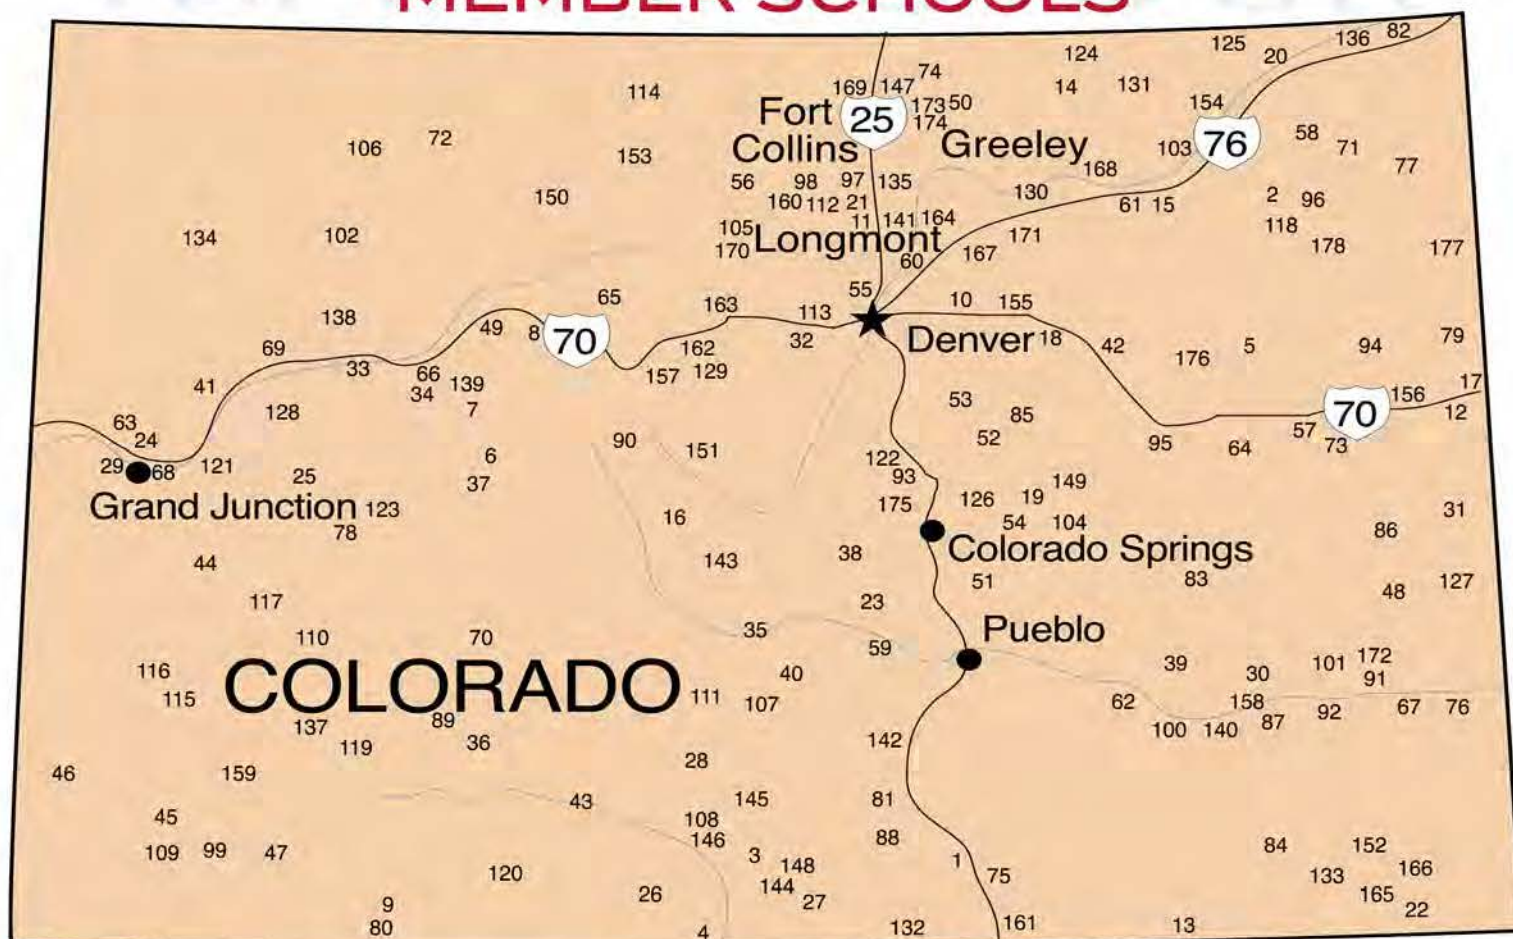 MEMBER SCHOOLS
136 82
125
124 20
74
114 169 147 14 131
Fort 25 173 50 154
174
72 76 58
106 Collins Greeley 103 71
153 168 77
56 98 97 135
150 160 112 21 130 61 15 2 96
105 11 141 164 118
134 102 170 Longmont 171 178 177
60 167
55
65 163 113 10 155
138 49 8 70 32 Denver 18 42 79
69 162 176 5 94
33 66 139 157 129 17
41 34 53 70 156
128 7 85 12
63 90 52 57
24 6 151 95 64 73
29 68 121 25 37 122 93 149
Grand Junction 123 16 175 126 19 31
78 54 104 86
44 143 38 Colorado Springs
51 83 48 127
117 23
110 70 35 59 Pueblo
116 40 39 30 101 172
115 COLORADO 111 107 91
62 158 92 67 76
137 89 100 140 87
119 36 142
46 159 28
43 145 81
45 108
109 99 47 146 88 84 152
3 148 1
120 144 75 133 166
26 27 165
9 22
80 4 132 161 13